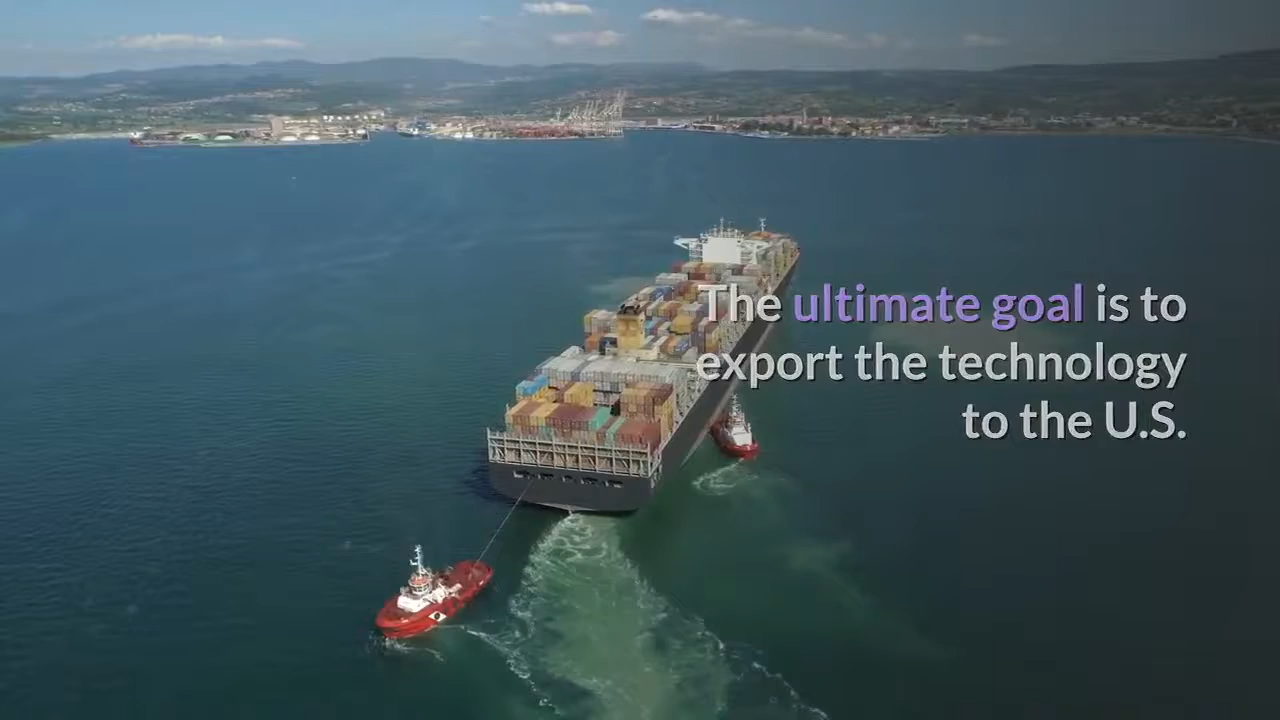 The ultimate goal is to
export the technology
to the U.S.